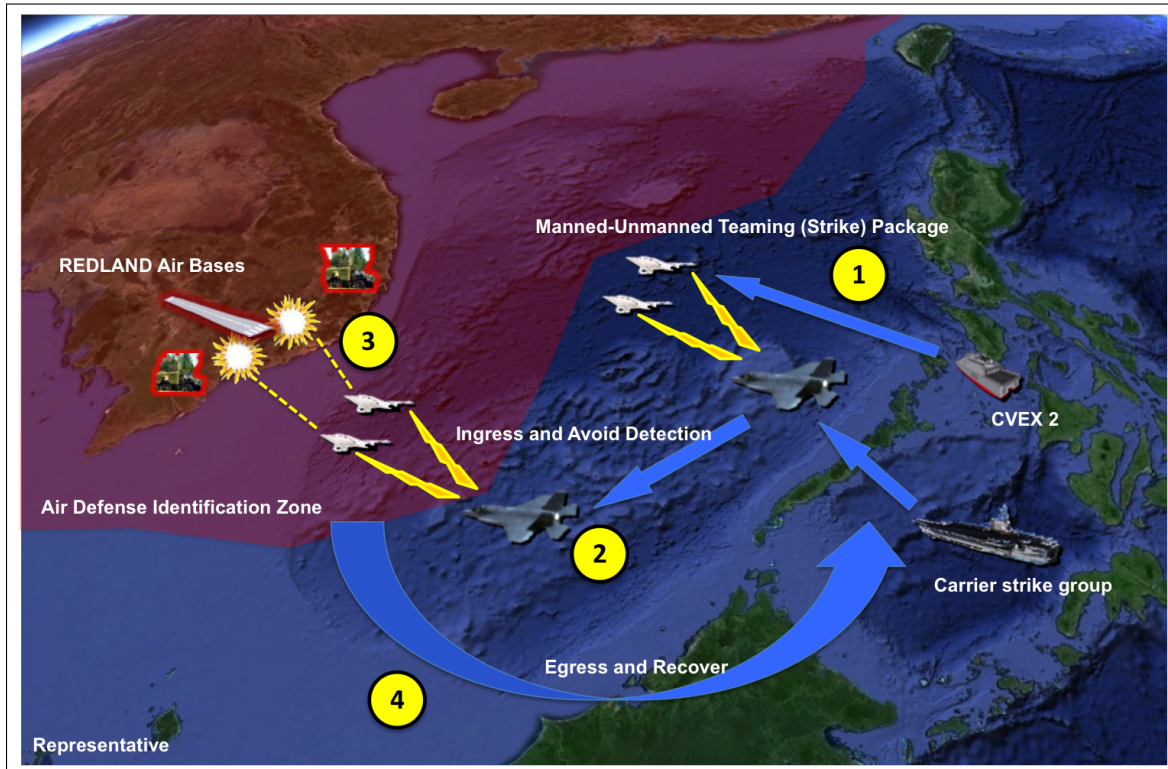 Manned-Unmanned Teaming (Strike) Package
1
REDLAND Air Bases
3
CVEX 2
Ingress and Avoid Detection
Air Defense Identification Zone
2
Carrier strike group
Egress and Recover
4
Representative